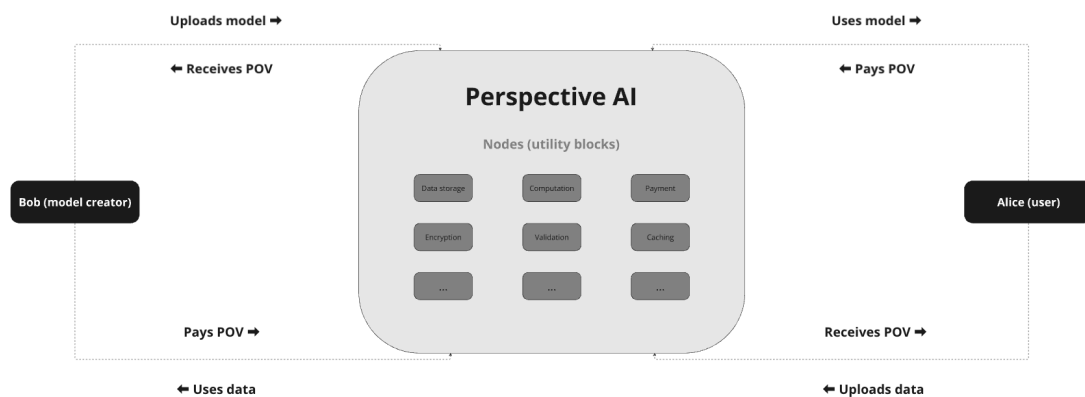 Uploads model ➡
Uses model ➡
⬅ Receives POV
⬅ Pays POV
Perspective AI
Nodes (utility blocks)
Data storage
Computation
Payment
Bob (model creator)
Alice (user)
Encryption
Validation
Caching
...
...
...
Pays POV ➡
Receives POV ➡
⬅ Uses data
⬅ Uploads data